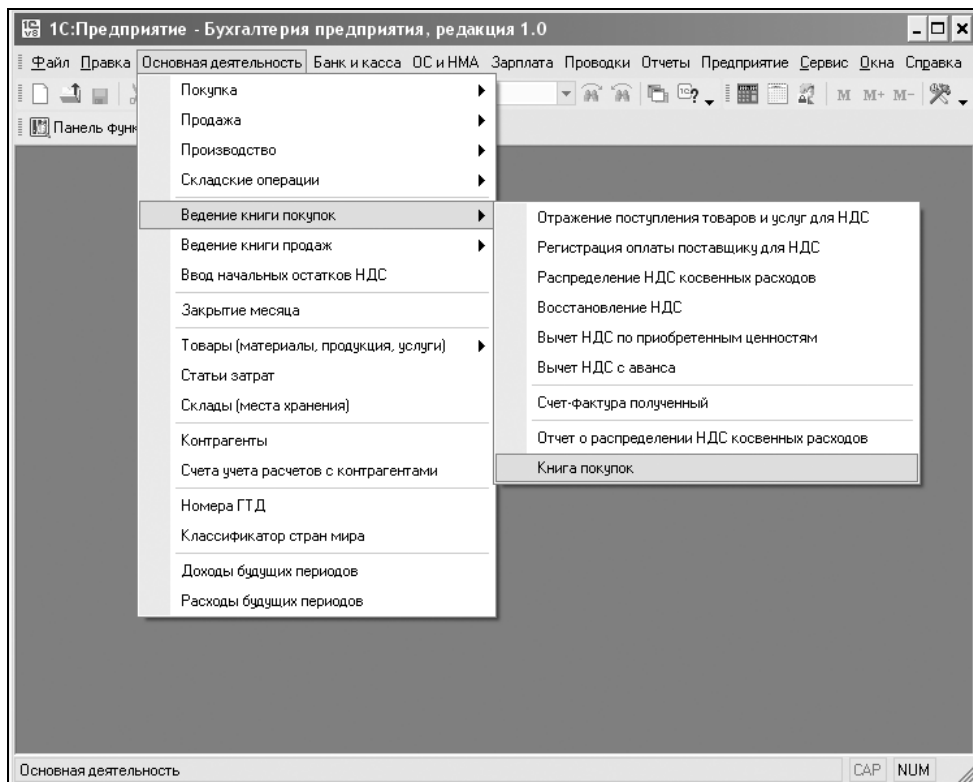 1С:Предприятие - Бухгалтерия предприятия, редакция 1.0
Файл Правка Основная деятельность Банк и касса ОС и НМА Зарплата Проводки Отчеты Предприятие Сервис Окна Справка
M M+ M-
Панель функ
Покупка
Продажа
Производство
Складские операции
Ведение книги покупок
Ведение книги продаж
Ввод начальных остатков НДС
Закрытие месяца
Товары (материалы, продукция, услуги)
Статьи затрат
Склады (места хранения)
Контрагенты
Счета учета расчетов с контрагентами
Номера ГТД
Классификатор стран мира
Доходы будущих периодов
Расходы будущих периодов
Отражение поступления товаров и услуг для НДС
Регистрация оплаты поставщику для НДС
Распределение НДС косвенных расходов
Восстановление НДС
Вычет НДС по приобретенным ценностям
Вычет НДС с аванса
Счет-фактура полученный
Отчет о распределении НДС косвенных расходов
Книга покупок
Основная деятельность
CAP NUM